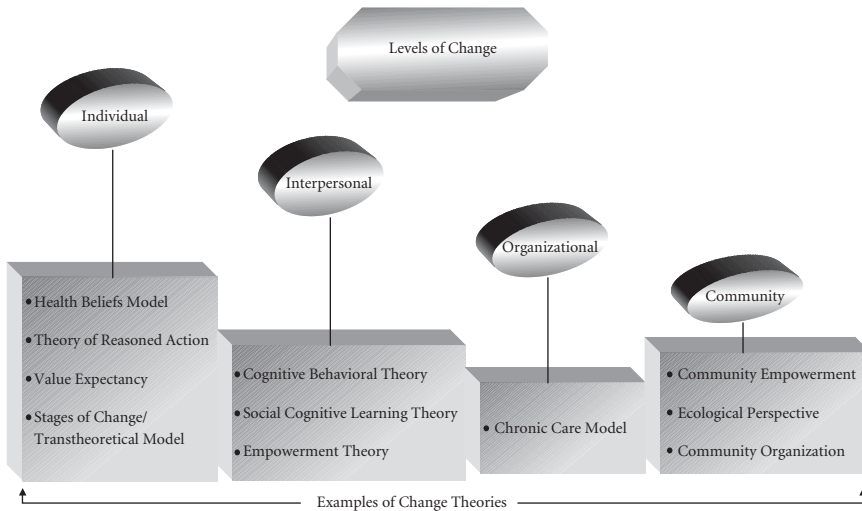 Levels of Change
Individual
Interpersonal
Organizational
Community
• Health Beliefs Model
• Theory of Reasoned Action
• Value Expectancy
• Stages of Change/
Transtheoretical Model
• Cognitive Behavioral Theory
• Social Cognitive Learning Theory
• Empowerment Theory
• Chronic Care Model
• Community Empowerment
• Ecological Perspective
• Community Organization
Examples of Change Theories